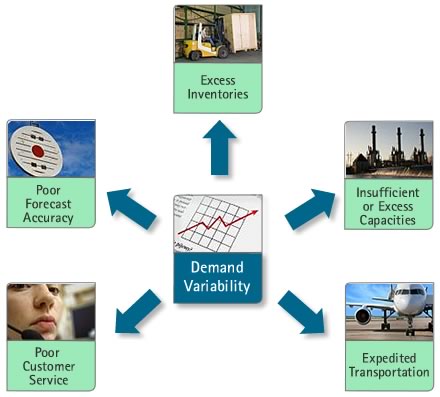 Excess
Inventories
Poor
Forecast
Accuracy
Insufficient
or Excess
Capacities
Demand
Variability
Poor
Customer
Service
Expedited
Transportation